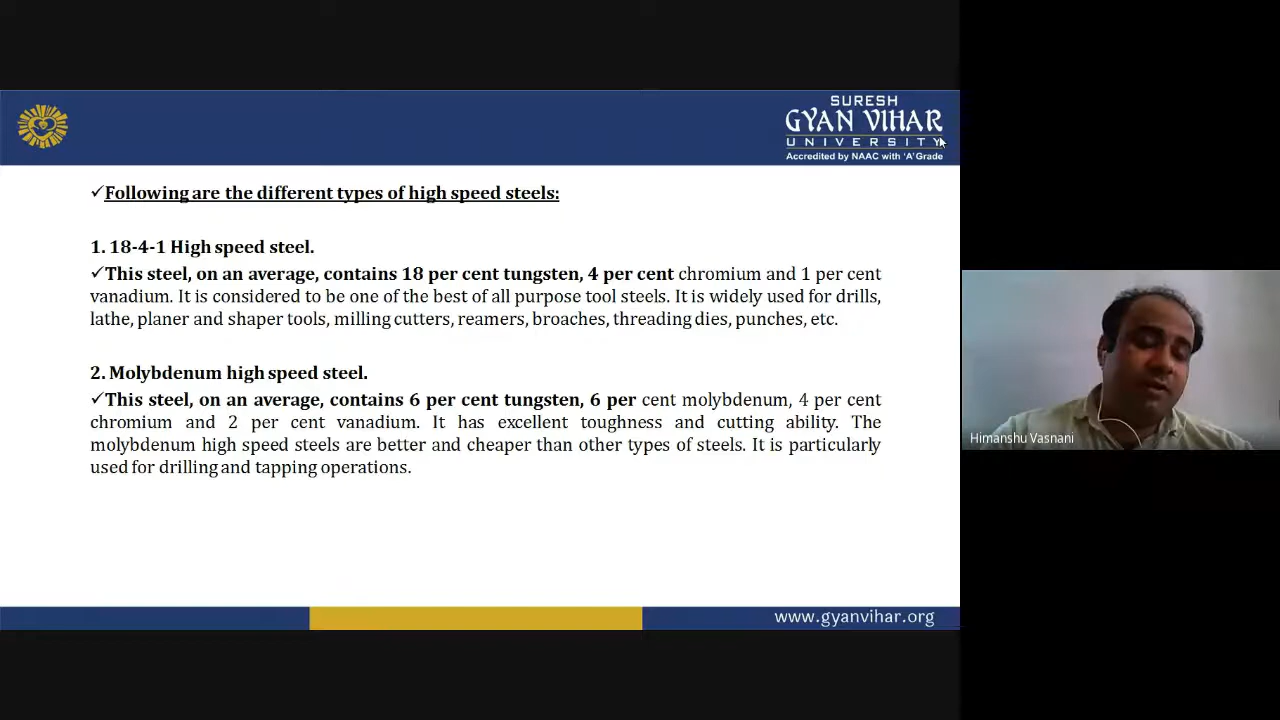 SURESH
GYAN VIHAR
UNIVERSITY
Accredited by NAAC with 'A' Grade
✓Following are the different types of high speed steels:
1. 18-4-1 High speed steel.
✓This steel, on an average, contains 18 per cent tungsten, 4 per cent chromium and 1 per cent
vanadium. It is considered to be one of the best of all purpose tool steels. It is widely used for drills,
lathe, planer and shaper tools, milling cutters, reamers, broaches, threading dies, punches, etc.
2. Molybdenum high speed steel.
✓This steel, on an average, contains 6 per cent tungsten, 6 per cent molybdenum, 4 per cent
chromium and 2 per cent vanadium. It has excellent toughness and cutting ability. The
molybdenum high speed steels are better and cheaper than other types of steels. It is particularly
used for drilling and tapping operations.
Himanshu Vasnani
www.gyanvihar.org